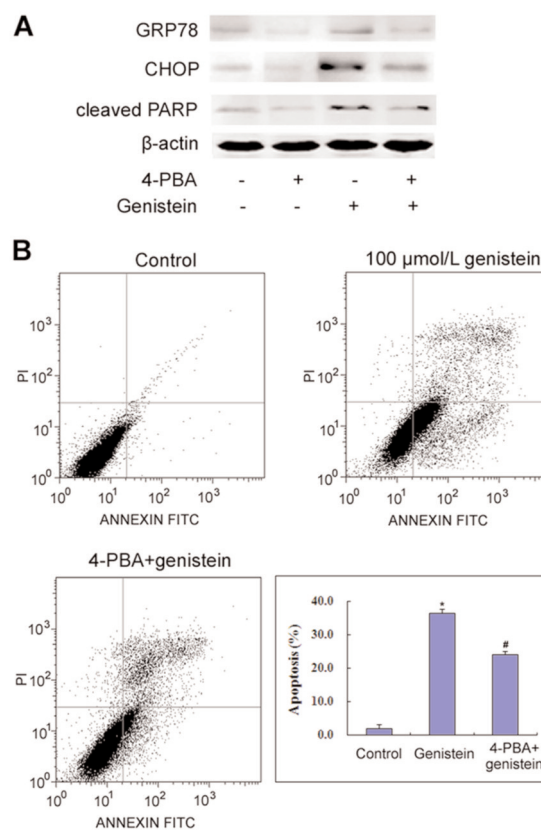 A
GRP78
CHOP
cleaved PARP
β-actin
4-PBA - + - +
Genistein - - + +
B
Control
10³
10²
10¹
10⁰
PI
10⁰ 10¹ 10² 10³
ANNEXIN FITC
100 μmol/L genistein
10³
10²
10¹
10⁰
PI
10⁰ 10¹ 10² 10³
ANNEXIN FITC
4-PBA+genistein
10³
10²
10¹
10⁰
PI
10⁰ 10¹ 10² 10³
ANNEXIN FITC
Apoptosis (%)
40.0
30.0
20.0
10.0
0.0
*
#
Control Genistein 4-PBA+
genistein